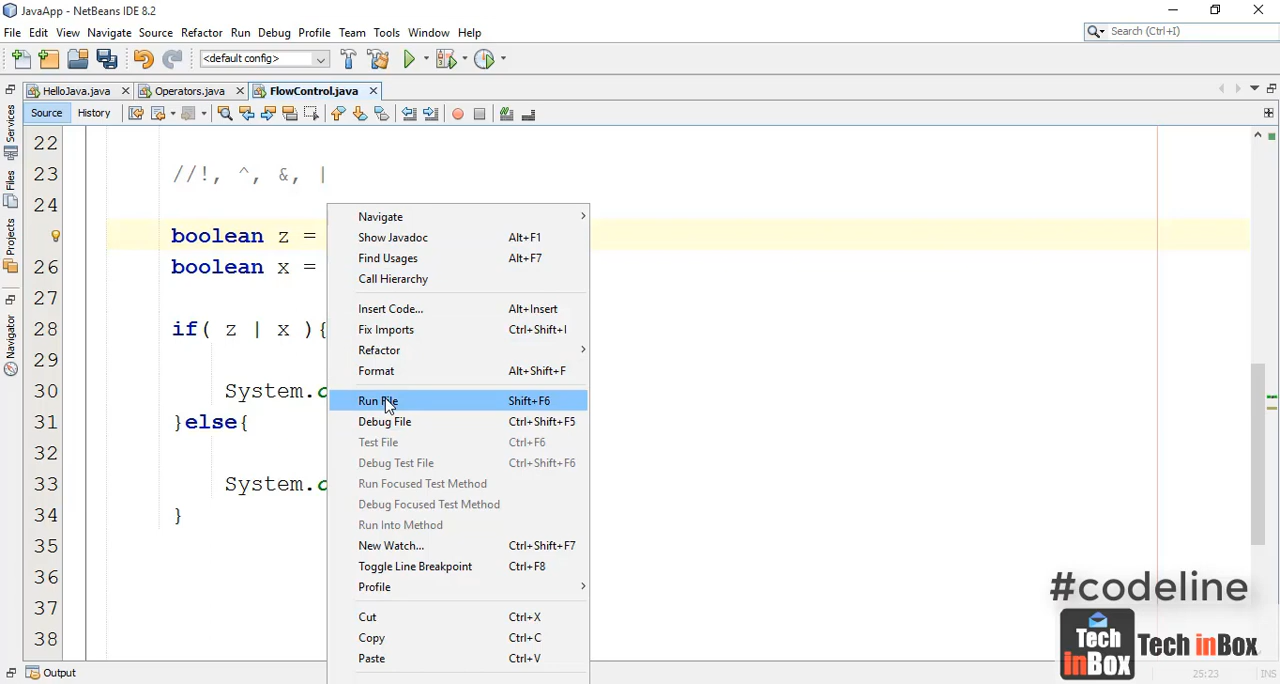 JavaApp - NetBeans IDE 8.2
File Edit View Navigate Source Refactor Run Debug Profile Team Tools Window Help
Search (Ctrl+I)
<default config>
HelloJava.java Operators.java FlowControl.java
Source History
Services
Files
Projects
Navigator
22
23 //!, ^, &, |
24
boolean z =
26 boolean x =
27
28 if( z | x ){
29
30 System.o
31 }else{
32
33 System.o
34 }
35
36
37
38
Navigate
Show Javadoc Alt+F1
Find Usages Alt+F7
Call Hierarchy
Insert Code... Alt+Insert
Fix Imports Ctrl+Shift+I
Refactor
Format Alt+Shift+F
Run File Shift+F6
Debug File Ctrl+Shift+F5
Test File Ctrl+F6
Debug Test File Ctrl+Shift+F6
Run Focused Test Method
Debug Focused Test Method
Run Into Method
New Watch... Ctrl+Shift+F7
Toggle Line Breakpoint Ctrl+F8
Profile
Cut Ctrl+X
Copy Ctrl+C
Paste Ctrl+V
#codeline
Tech inBox
Tech inBox
Output
25:23 INS